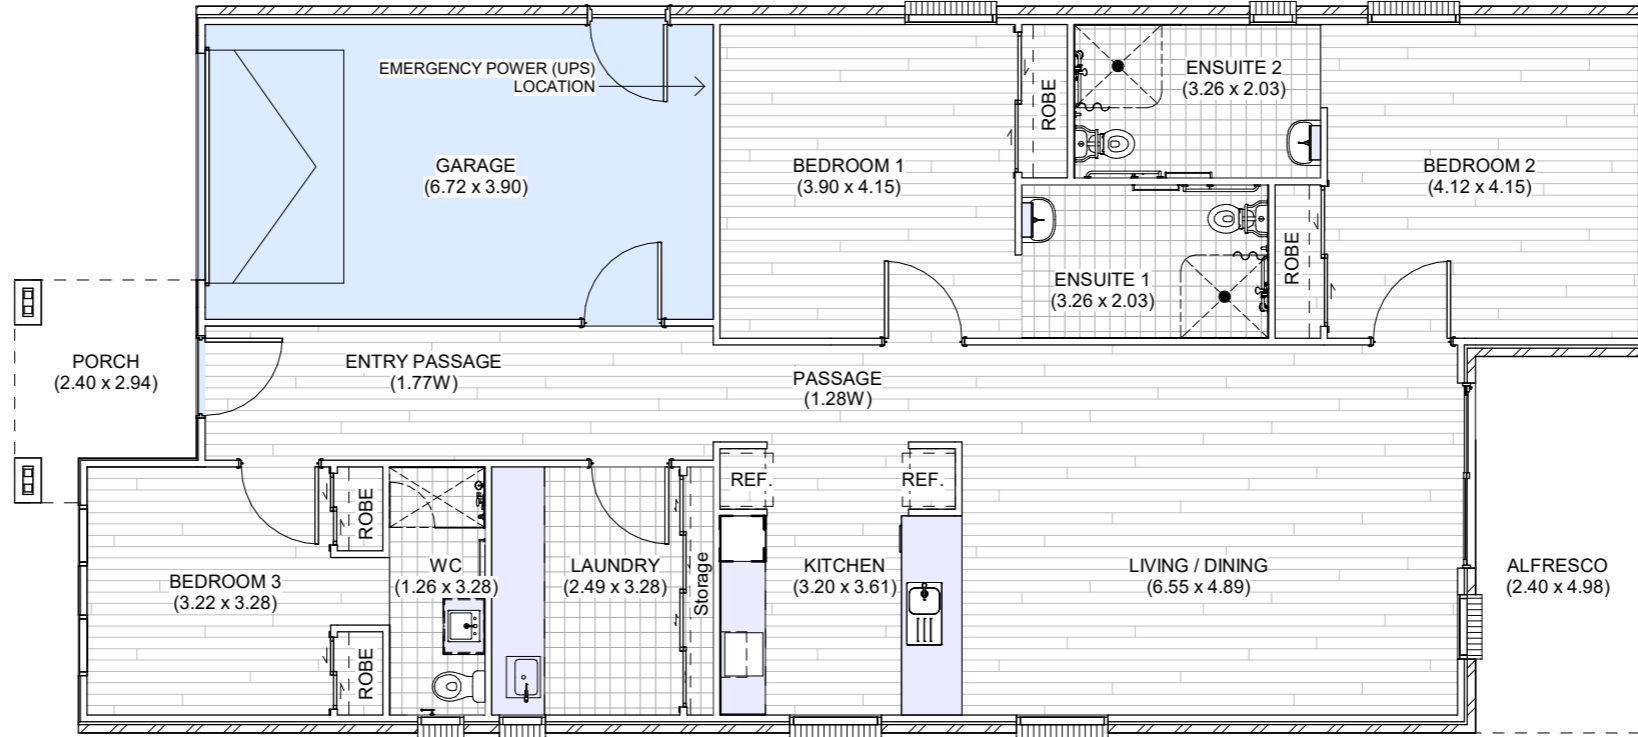 EMERGENCY POWER (UPS)
LOCATION
GARAGE
(6.72 x 3.90)
BEDROOM 1
(3.90 x 4.15)
ROBE
ENSUITE 2
(3.26 x 2.03)
BEDROOM 2
(4.12 x 4.15)
ENSUITE 1
(3.26 x 2.03)
ROBE
PORCH
(2.40 x 2.94)
ENTRY PASSAGE
(1.77W)
PASSAGE
(1.28W)
REF.
REF.
ROBE
BEDROOM 3
(3.22 x 3.28)
WC
(1.26 x 3.28)
LAUNDRY
(2.49 x 3.28)
Storage
KITCHEN
(3.20 x 3.61)
LIVING / DINING
(6.55 x 4.89)
ALFRESCO
(2.40 x 4.98)
ROBE